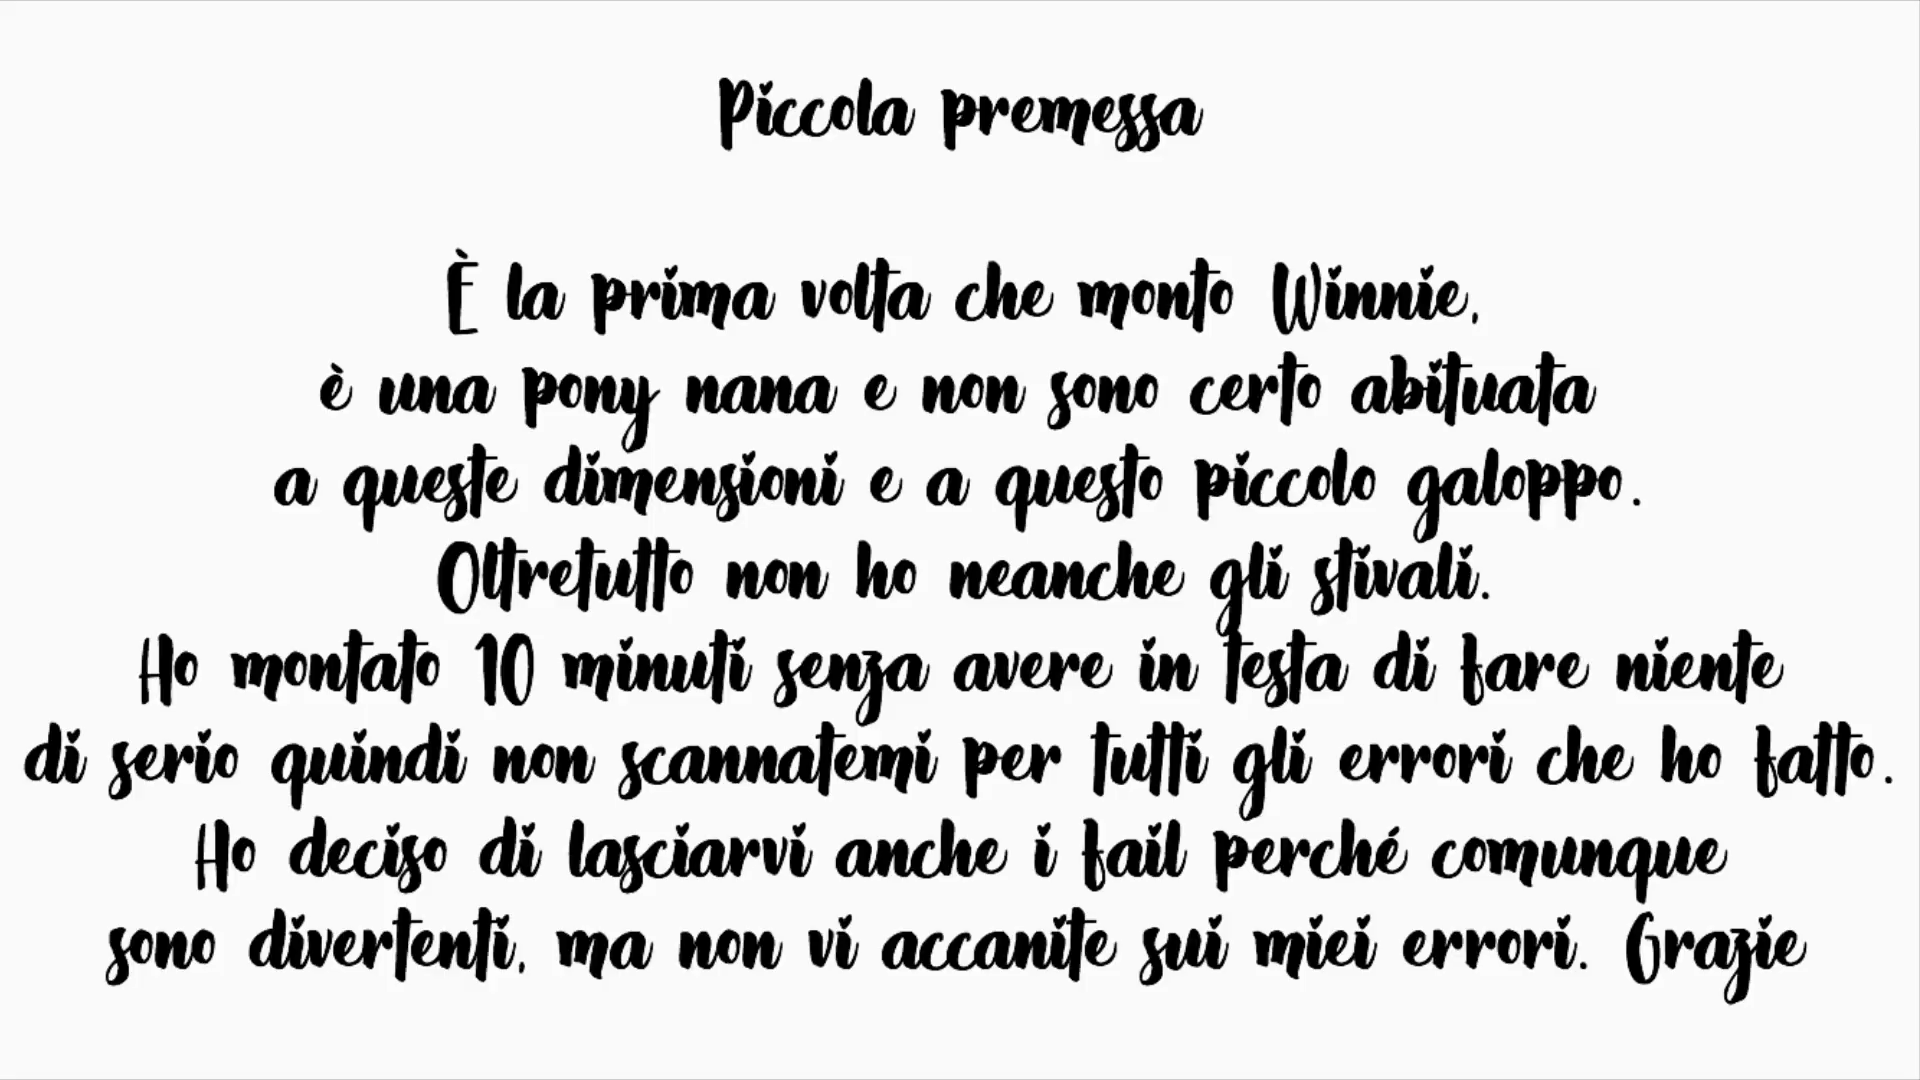 Piccola premessa
È la prima volta che monto Winnie,
è una pony nana e non sono certo abituata
a queste dimensioni e a questo piccolo galoppo.
Oltretutto non ho neanche gli stivali.
Ho montato 10 minuti senza avere in testa di fare niente
di serio quindi non scannatemi per tutti gli errori che ho fatto.
Ho deciso di lasciarvi anche i fail perché comunque
sono divertenti, ma non vi accanite sui miei errori. Grazie